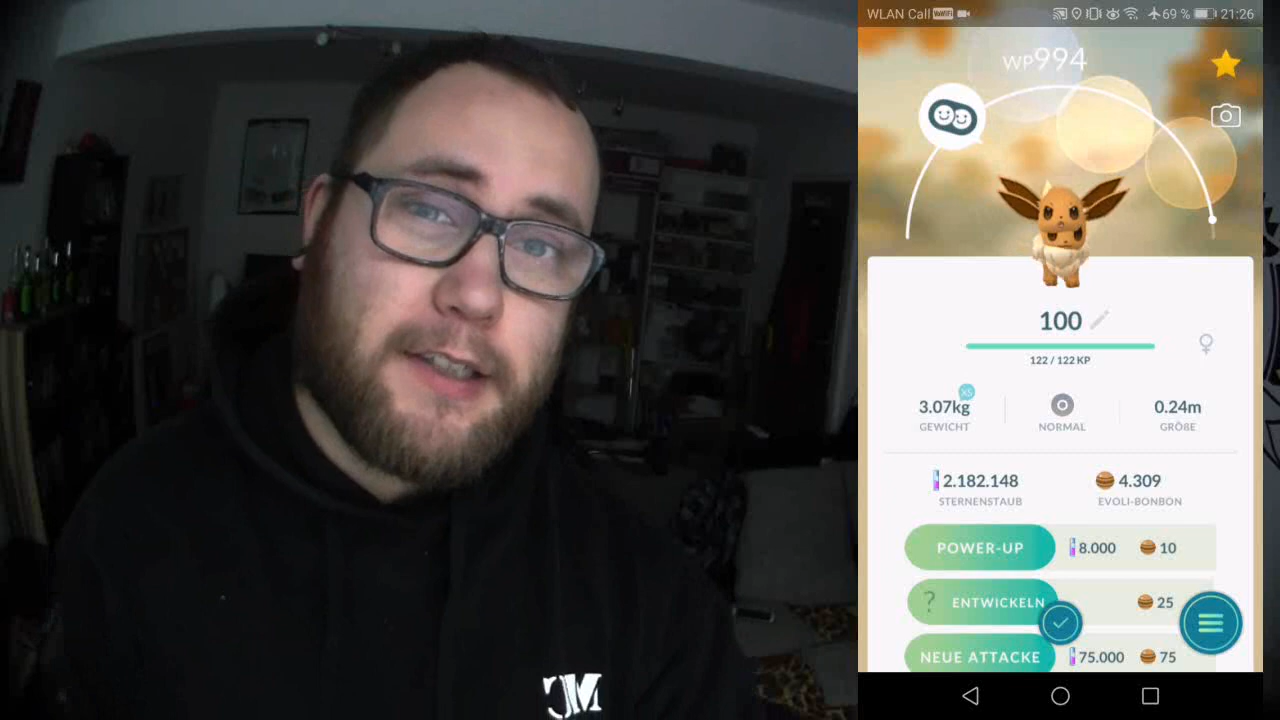 WLAN Call VoWiFi 69 % 21:26
WP994
100
122 / 122 KP
XS
3.07kg
GEWICHT
NORMAL
0.24m
GRÖßE
2.182.148
STERNENSTAUB
4.309
EVOLI-BONBON
POWER-UP 8.000 10
? ENTWICKELN 25
NEUE ATTACKE 75.000 75